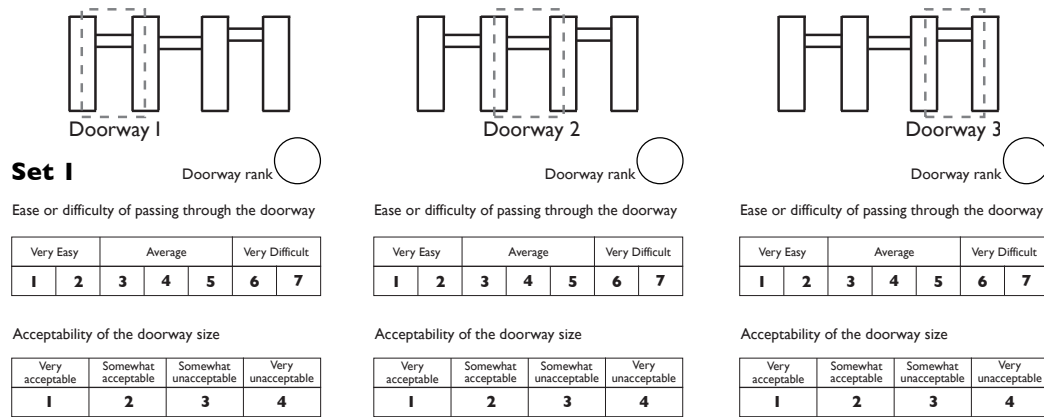 Doorway 1
Doorway 2
Doorway 3
Set 1
Doorway rank
Doorway rank
Doorway rank
Ease or difficulty of passing through the doorway
Very Easy Average Very Difficult
1 2 3 4 5 6 7
Ease or difficulty of passing through the doorway
Very Easy Average Very Difficult
1 2 3 4 5 6 7
Ease or difficulty of passing through the doorway
Very Easy Average Very Difficult
1 2 3 4 5 6 7
Acceptability of the doorway size
Very acceptable Somewhat acceptable Somewhat unacceptable Very unacceptable
1 2 3 4
Acceptability of the doorway size
Very acceptable Somewhat acceptable Somewhat unacceptable Very unacceptable
1 2 3 4
Acceptability of the doorway size
Very acceptable Somewhat acceptable Somewhat unacceptable Very unacceptable
1 2 3 4